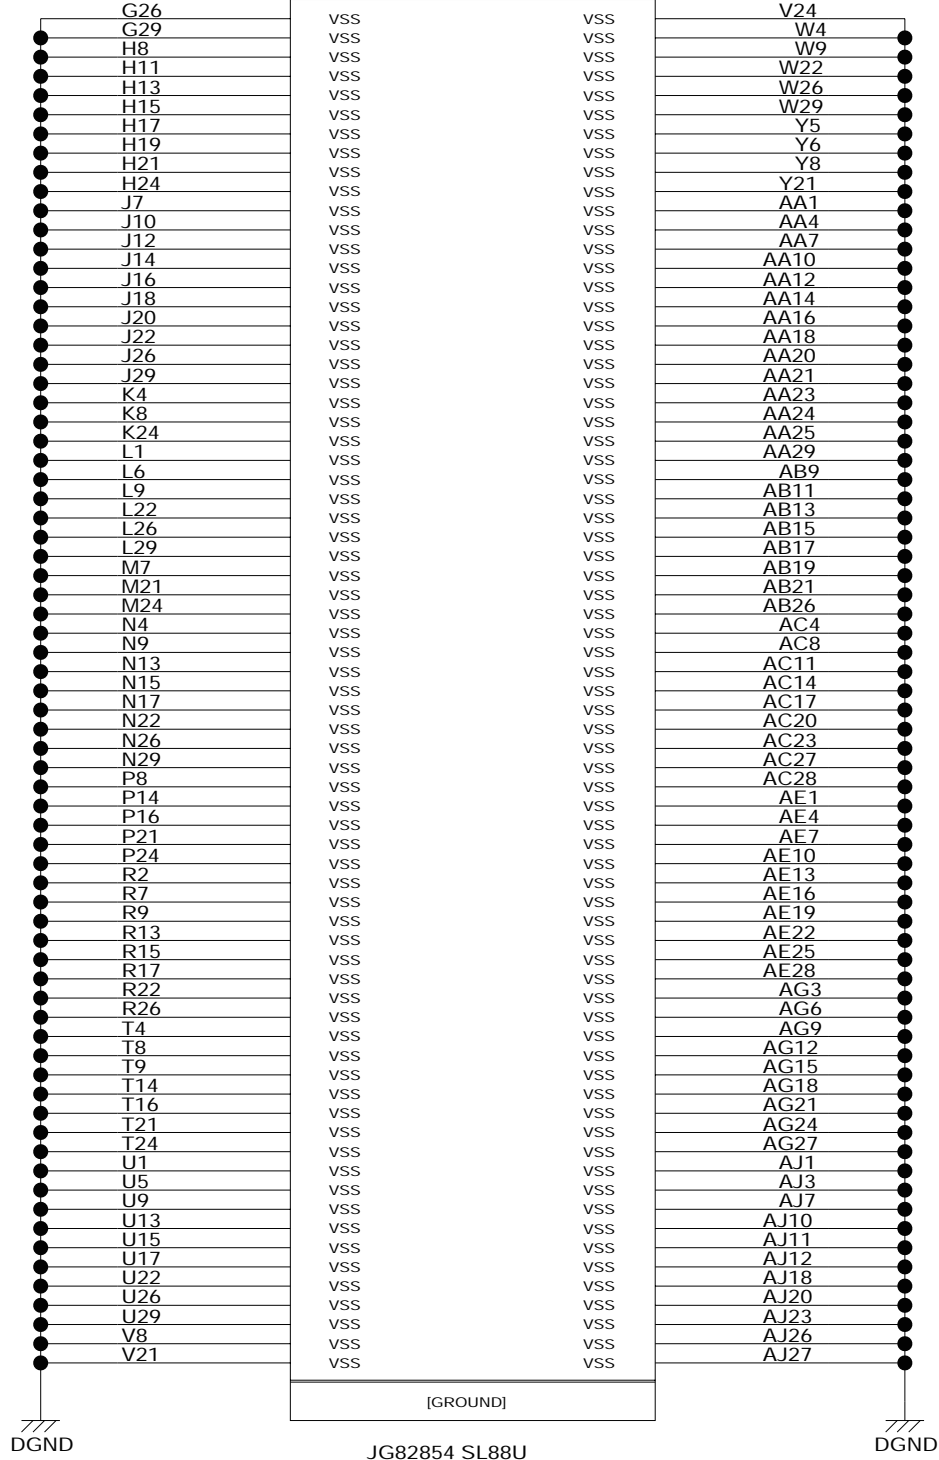 G26 VSS VSS V24
G29 VSS VSS W4
H8 VSS VSS W9
H11 VSS VSS W22
H13 VSS VSS W26
H15 VSS VSS W29
H17 VSS VSS Y5
H19 VSS VSS Y6
H21 VSS VSS Y8
H24 VSS VSS Y21
J7 VSS VSS AA1
J10 VSS VSS AA4
J12 VSS VSS AA7
J14 VSS VSS AA10
J16 VSS VSS AA12
J18 VSS VSS AA14
J20 VSS VSS AA16
J22 VSS VSS AA18
J26 VSS VSS AA20
J29 VSS VSS AA21
K4 VSS VSS AA23
K8 VSS VSS AA24
K24 VSS VSS AA25
L1 VSS VSS AA29
L6 VSS VSS AB9
L9 VSS VSS AB11
L22 VSS VSS AB13
L26 VSS VSS AB15
L29 VSS VSS AB17
M7 VSS VSS AB19
M21 VSS VSS AB21
M24 VSS VSS AB26
N4 VSS VSS AC4
N9 VSS VSS AC8
N13 VSS VSS AC11
N15 VSS VSS AC14
N17 VSS VSS AC17
N22 VSS VSS AC20
N26 VSS VSS AC23
N29 VSS VSS AC27
P8 VSS VSS AC28
P14 VSS VSS AE1
P16 VSS VSS AE4
P21 VSS VSS AE7
P24 VSS VSS AE10
R2 VSS VSS AE13
R7 VSS VSS AE16
R9 VSS VSS AE19
R13 VSS VSS AE22
R15 VSS VSS AE25
R17 VSS VSS AE28
R22 VSS VSS AG3
R26 VSS VSS AG6
T4 VSS VSS AG9
T8 VSS VSS AG12
T9 VSS VSS AG15
T14 VSS VSS AG18
T16 VSS VSS AG21
T21 VSS VSS AG24
T24 VSS VSS AG27
U1 VSS VSS AJ1
U5 VSS VSS AJ3
U9 VSS VSS AJ7
U13 VSS VSS AJ10
U15 VSS VSS AJ11
U17 VSS VSS AJ12
U22 VSS VSS AJ18
U26 VSS VSS AJ20
U29 VSS VSS AJ23
V8 VSS VSS AJ26
V21 VSS VSS AJ27
[GROUND]
DGND DGND
JG82854 SL88U